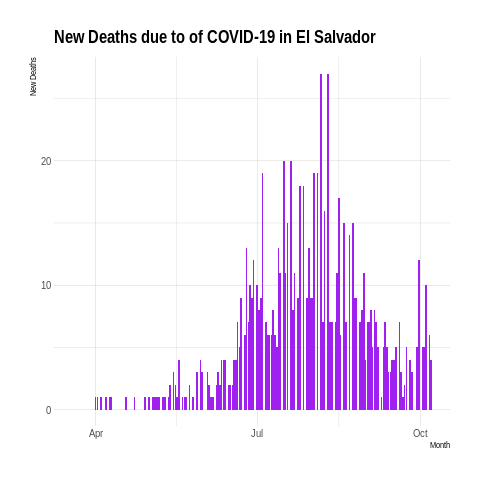 New Deaths due to of COVID-19 in El Salvador
New Deaths
20
10
0
Apr
Jul
Oct
Month